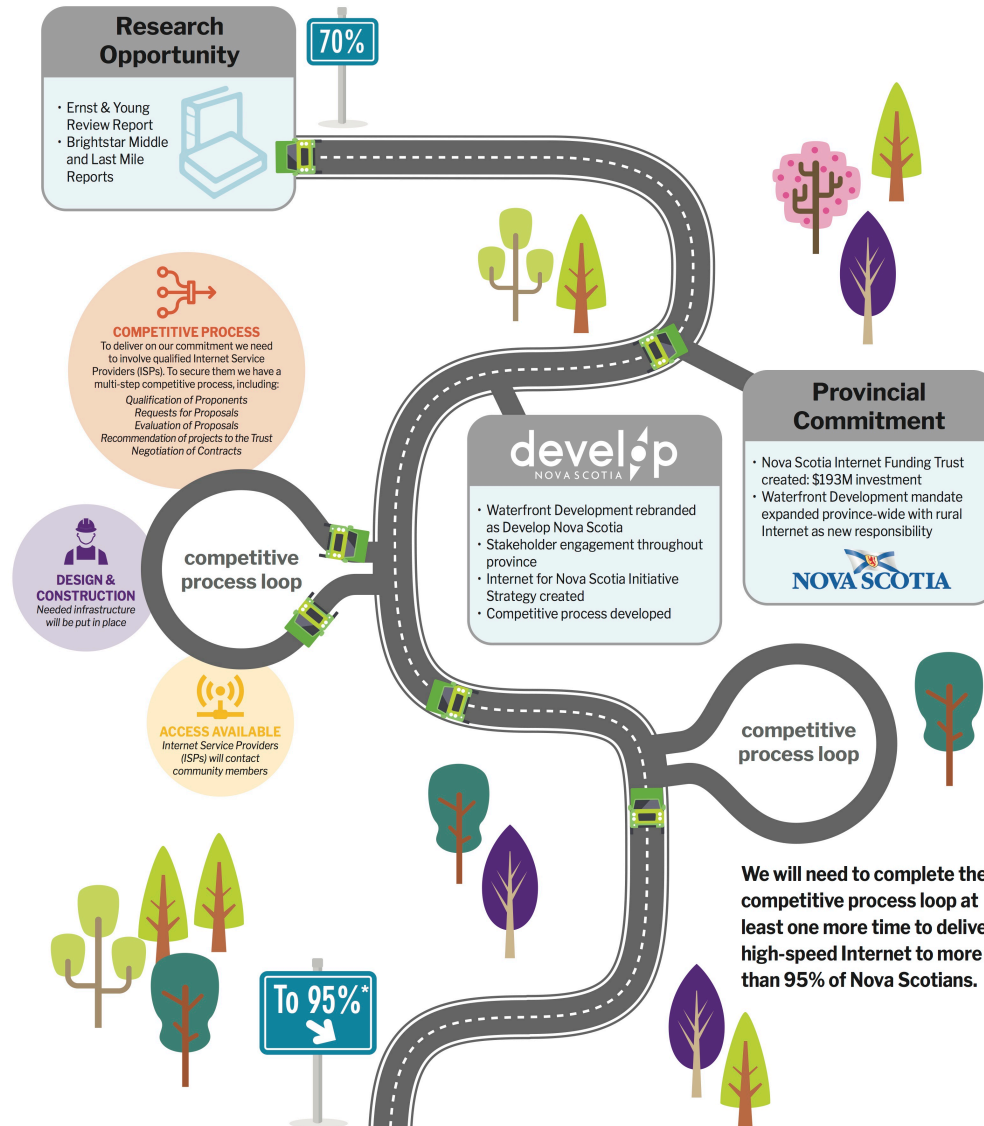 Research
Opportunity
70%
• Ernst & Young
Review Report
• Brightstar Middle
and Last Mile
Reports
COMPETITIVE PROCESS
To deliver on our commitment we need
to involve qualified Internet Service
Providers (ISPs). To secure them we have a
multi-step competitive process, including:
Qualification of Proponents
Requests for Proposals
Evaluation of Proposals
Recommendation of projects to the Trust
Negotiation of Contracts
Provincial
Commitment
• Nova Scotia Internet Funding Trust
created: $193M investment
• Waterfront Development mandate
expanded province-wide with rural
Internet as new responsibility
NOVA SCOTIA
develop
NOVA SCOTIA
• Waterfront Development rebranded
as Develop Nova Scotia
• Stakeholder engagement throughout
province
• Internet for Nova Scotia Initiative
Strategy created
• Competitive process developed
competitive
process loop
DESIGN &
CONSTRUCTION
Needed infrastructure
will be put in place
ACCESS AVAILABLE
Internet Service Providers
(ISPs) will contact
community members
competitive
process loop
We will need to complete the
competitive process loop at
least one more time to delive
high-speed Internet to more
than 95% of Nova Scotians.
To 95%*